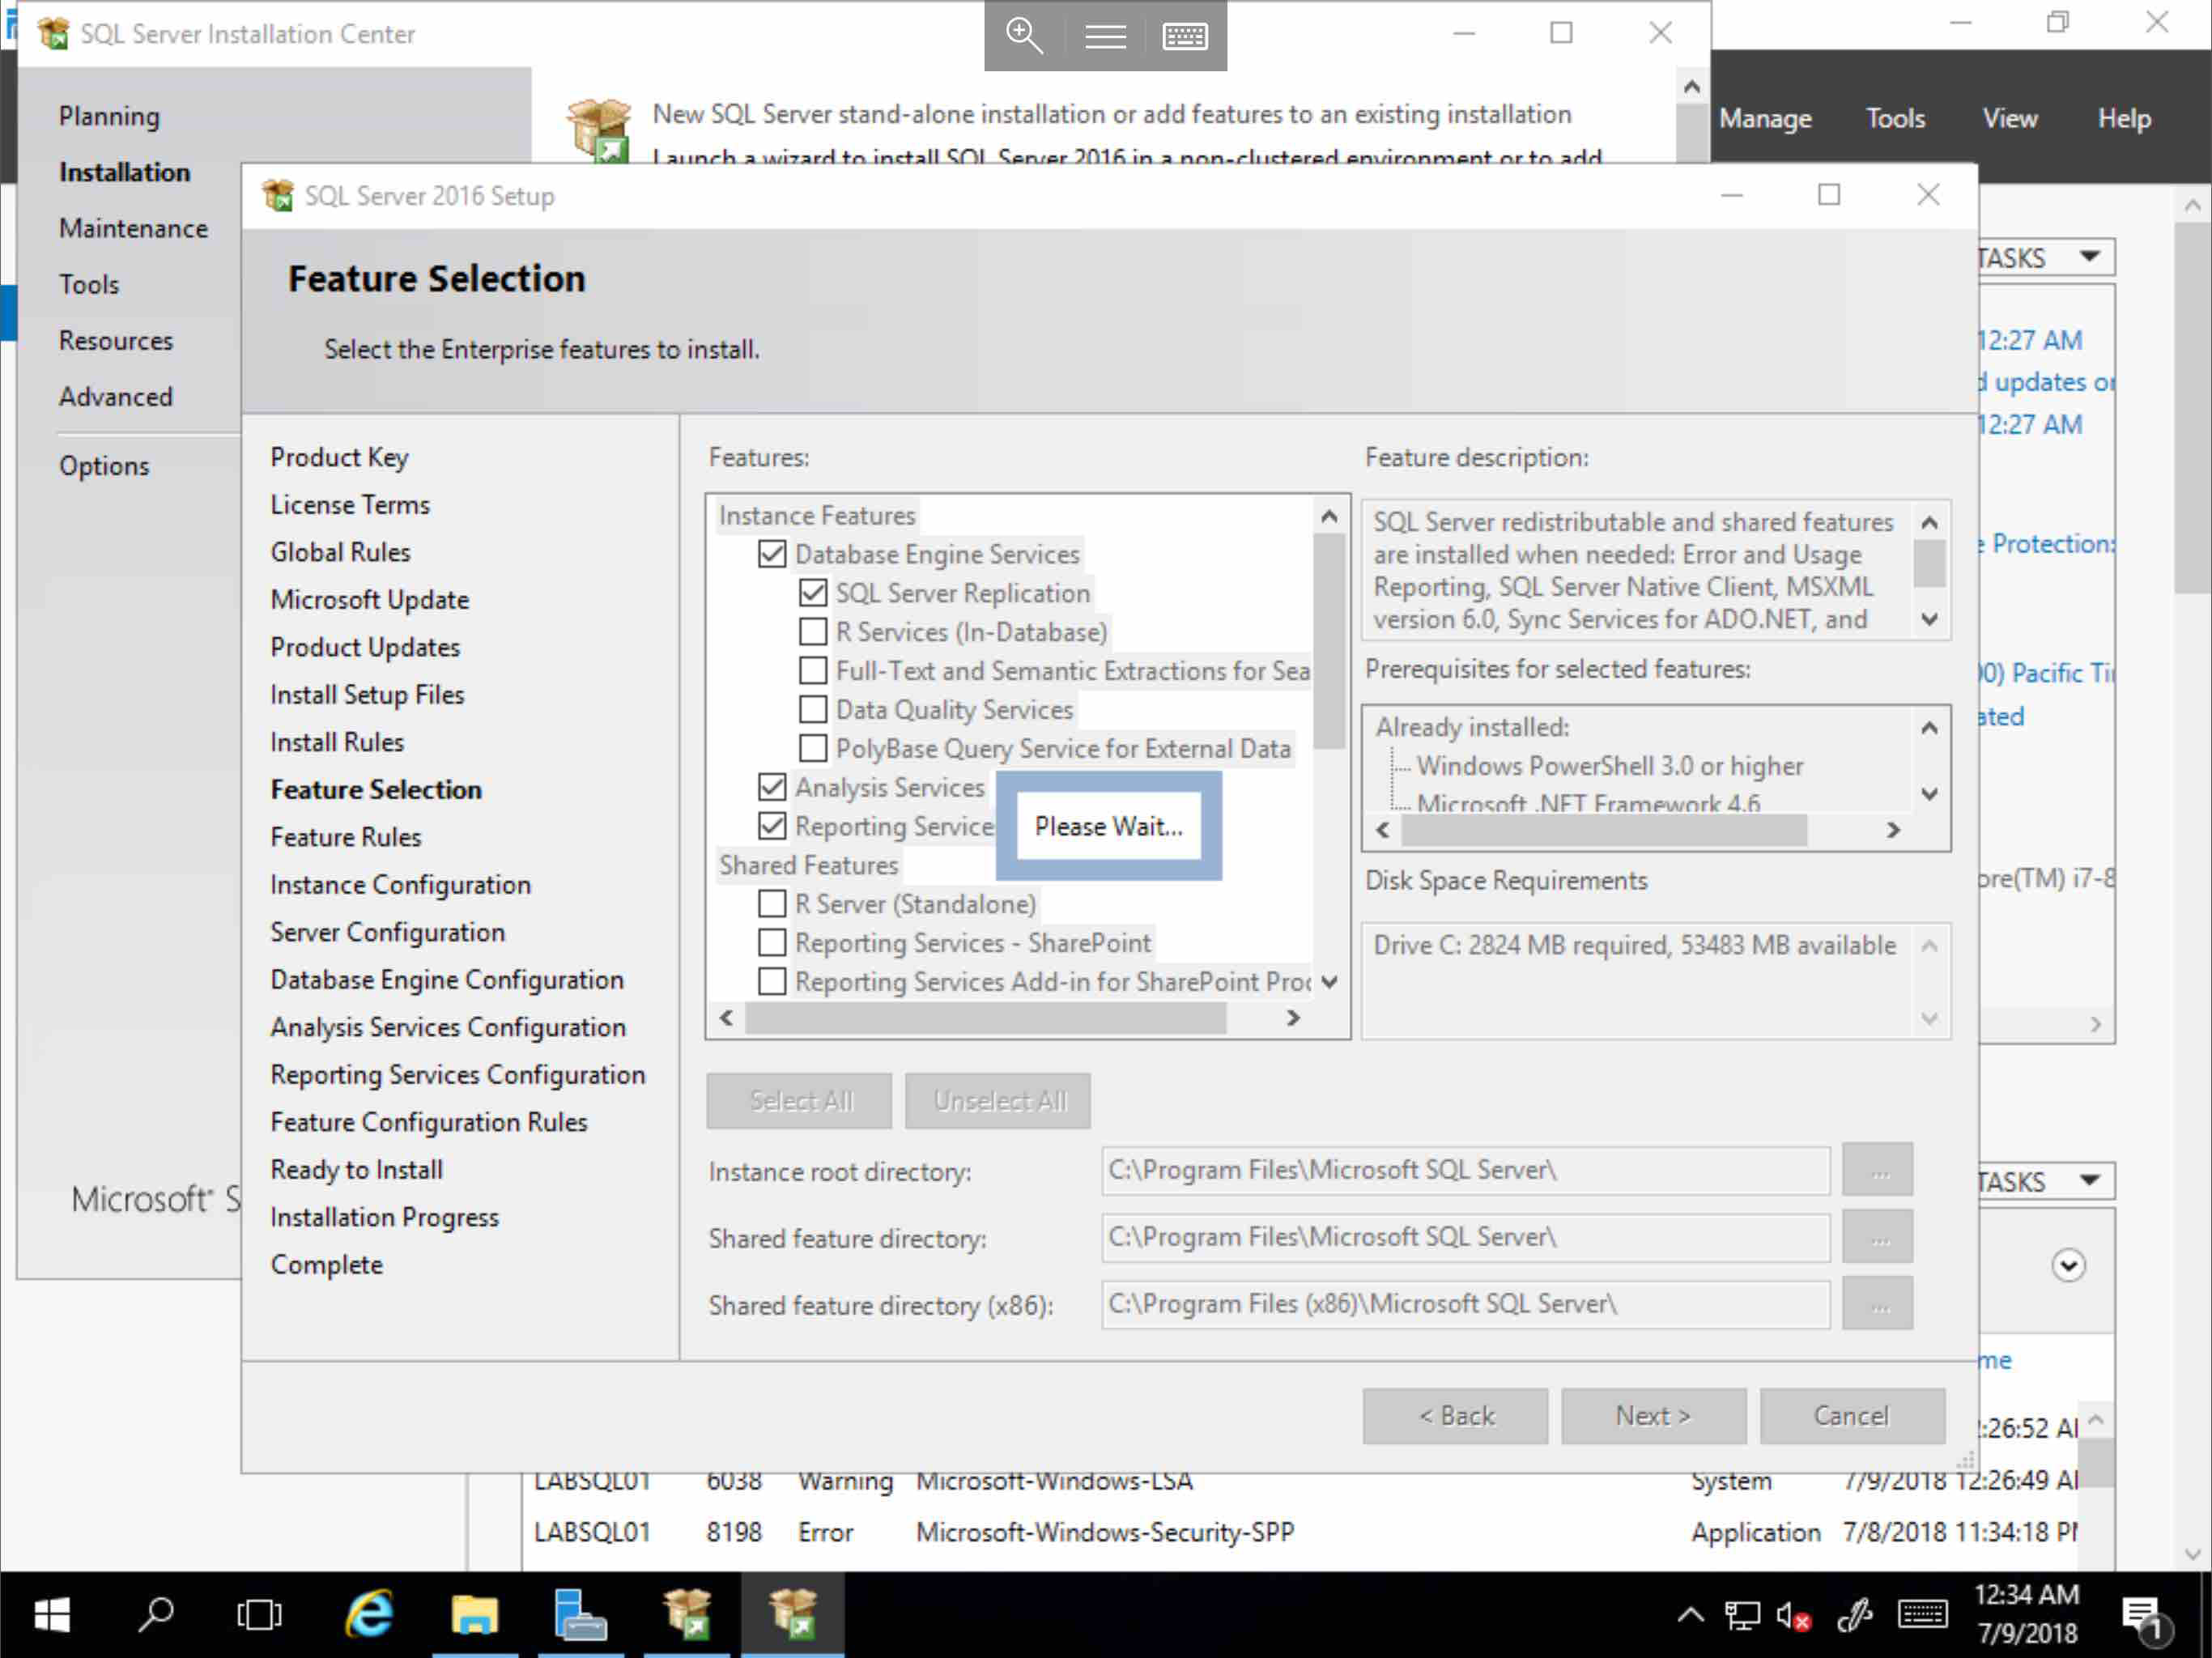 SQL Server Installation Center
Planning
Installation
Maintenance
Tools
Resources
Advanced
Options
Microsoft® S
New SQL Server stand-alone installation or add features to an existing installation
Launch a wizard to install SQL Server 2016 in a non-clustered environment or to add
Manage Tools View Help
SQL Server 2016 Setup
Feature Selection
Select the Enterprise features to install.
Product Key
License Terms
Global Rules
Microsoft Update
Product Updates
Install Setup Files
Install Rules
Feature Selection
Feature Rules
Instance Configuration
Server Configuration
Database Engine Configuration
Analysis Services Configuration
Reporting Services Configuration
Feature Configuration Rules
Ready to Install
Installation Progress
Complete
Features:
Instance Features
Database Engine Services
SQL Server Replication
R Services (In-Database)
Full-Text and Semantic Extractions for Sea
Data Quality Services
PolyBase Query Service for External Data
Analysis Services
Reporting Service
Please Wait...
Shared Features
R Server (Standalone)
Reporting Services - SharePoint
Reporting Services Add-in for SharePoint Proc
Select All
Unselect All
Feature description:
SQL Server redistributable and shared features
are installed when needed: Error and Usage
Reporting, SQL Server Native Client, MSXML
version 6.0, Sync Services for ADO.NET, and
Prerequisites for selected features:
Already installed:
Windows PowerShell 3.0 or higher
Microsoft .NET Framework 4.6
Disk Space Requirements
Drive C: 2824 MB required, 53483 MB available
Instance root directory:
C:\Program Files\Microsoft SQL Server\
...
Shared feature directory:
C:\Program Files\Microsoft SQL Server\
...
Shared feature directory (x86):
C:\Program Files (x86)\Microsoft SQL Server\
...
< Back
Next >
Cancel
TASKS
12:27 AM
d updates or
12:27 AM
e Protection:
00) Pacific Ti
ated
ore(TM) i7-8
TASKS
me
:26:52 A
LABSQL01 6038 Warning Microsoft-Windows-LSA System 7/9/2018 12:26:49 A
LABSQL01 8198 Error Microsoft-Windows-Security-SPP Application 7/8/2018 11:34:18 P
12:34 AM
7/9/2018
1